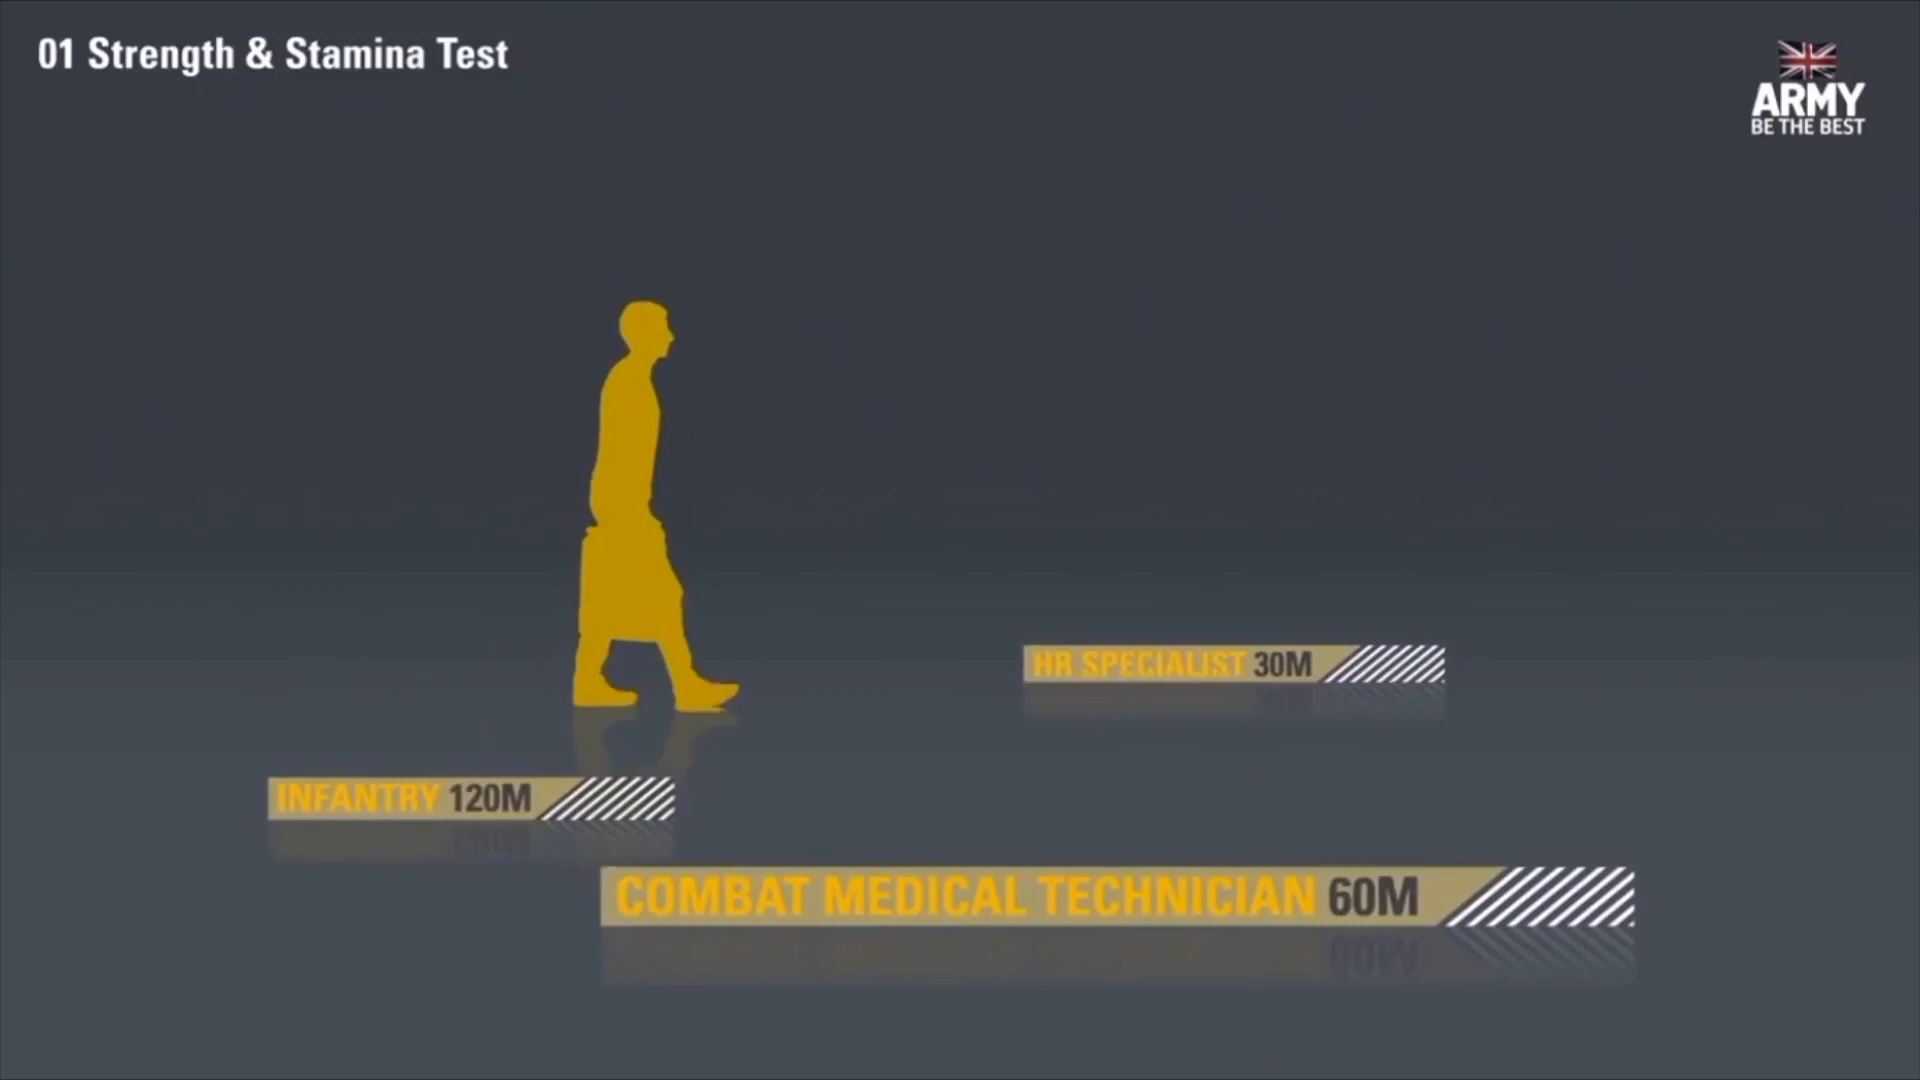 01 Strength & Stamina Test
ARMY
BE THE BEST
HR SPECIALIST 30M
INFANTRY 120M
COMBAT MEDICAL TECHNICIAN 60M